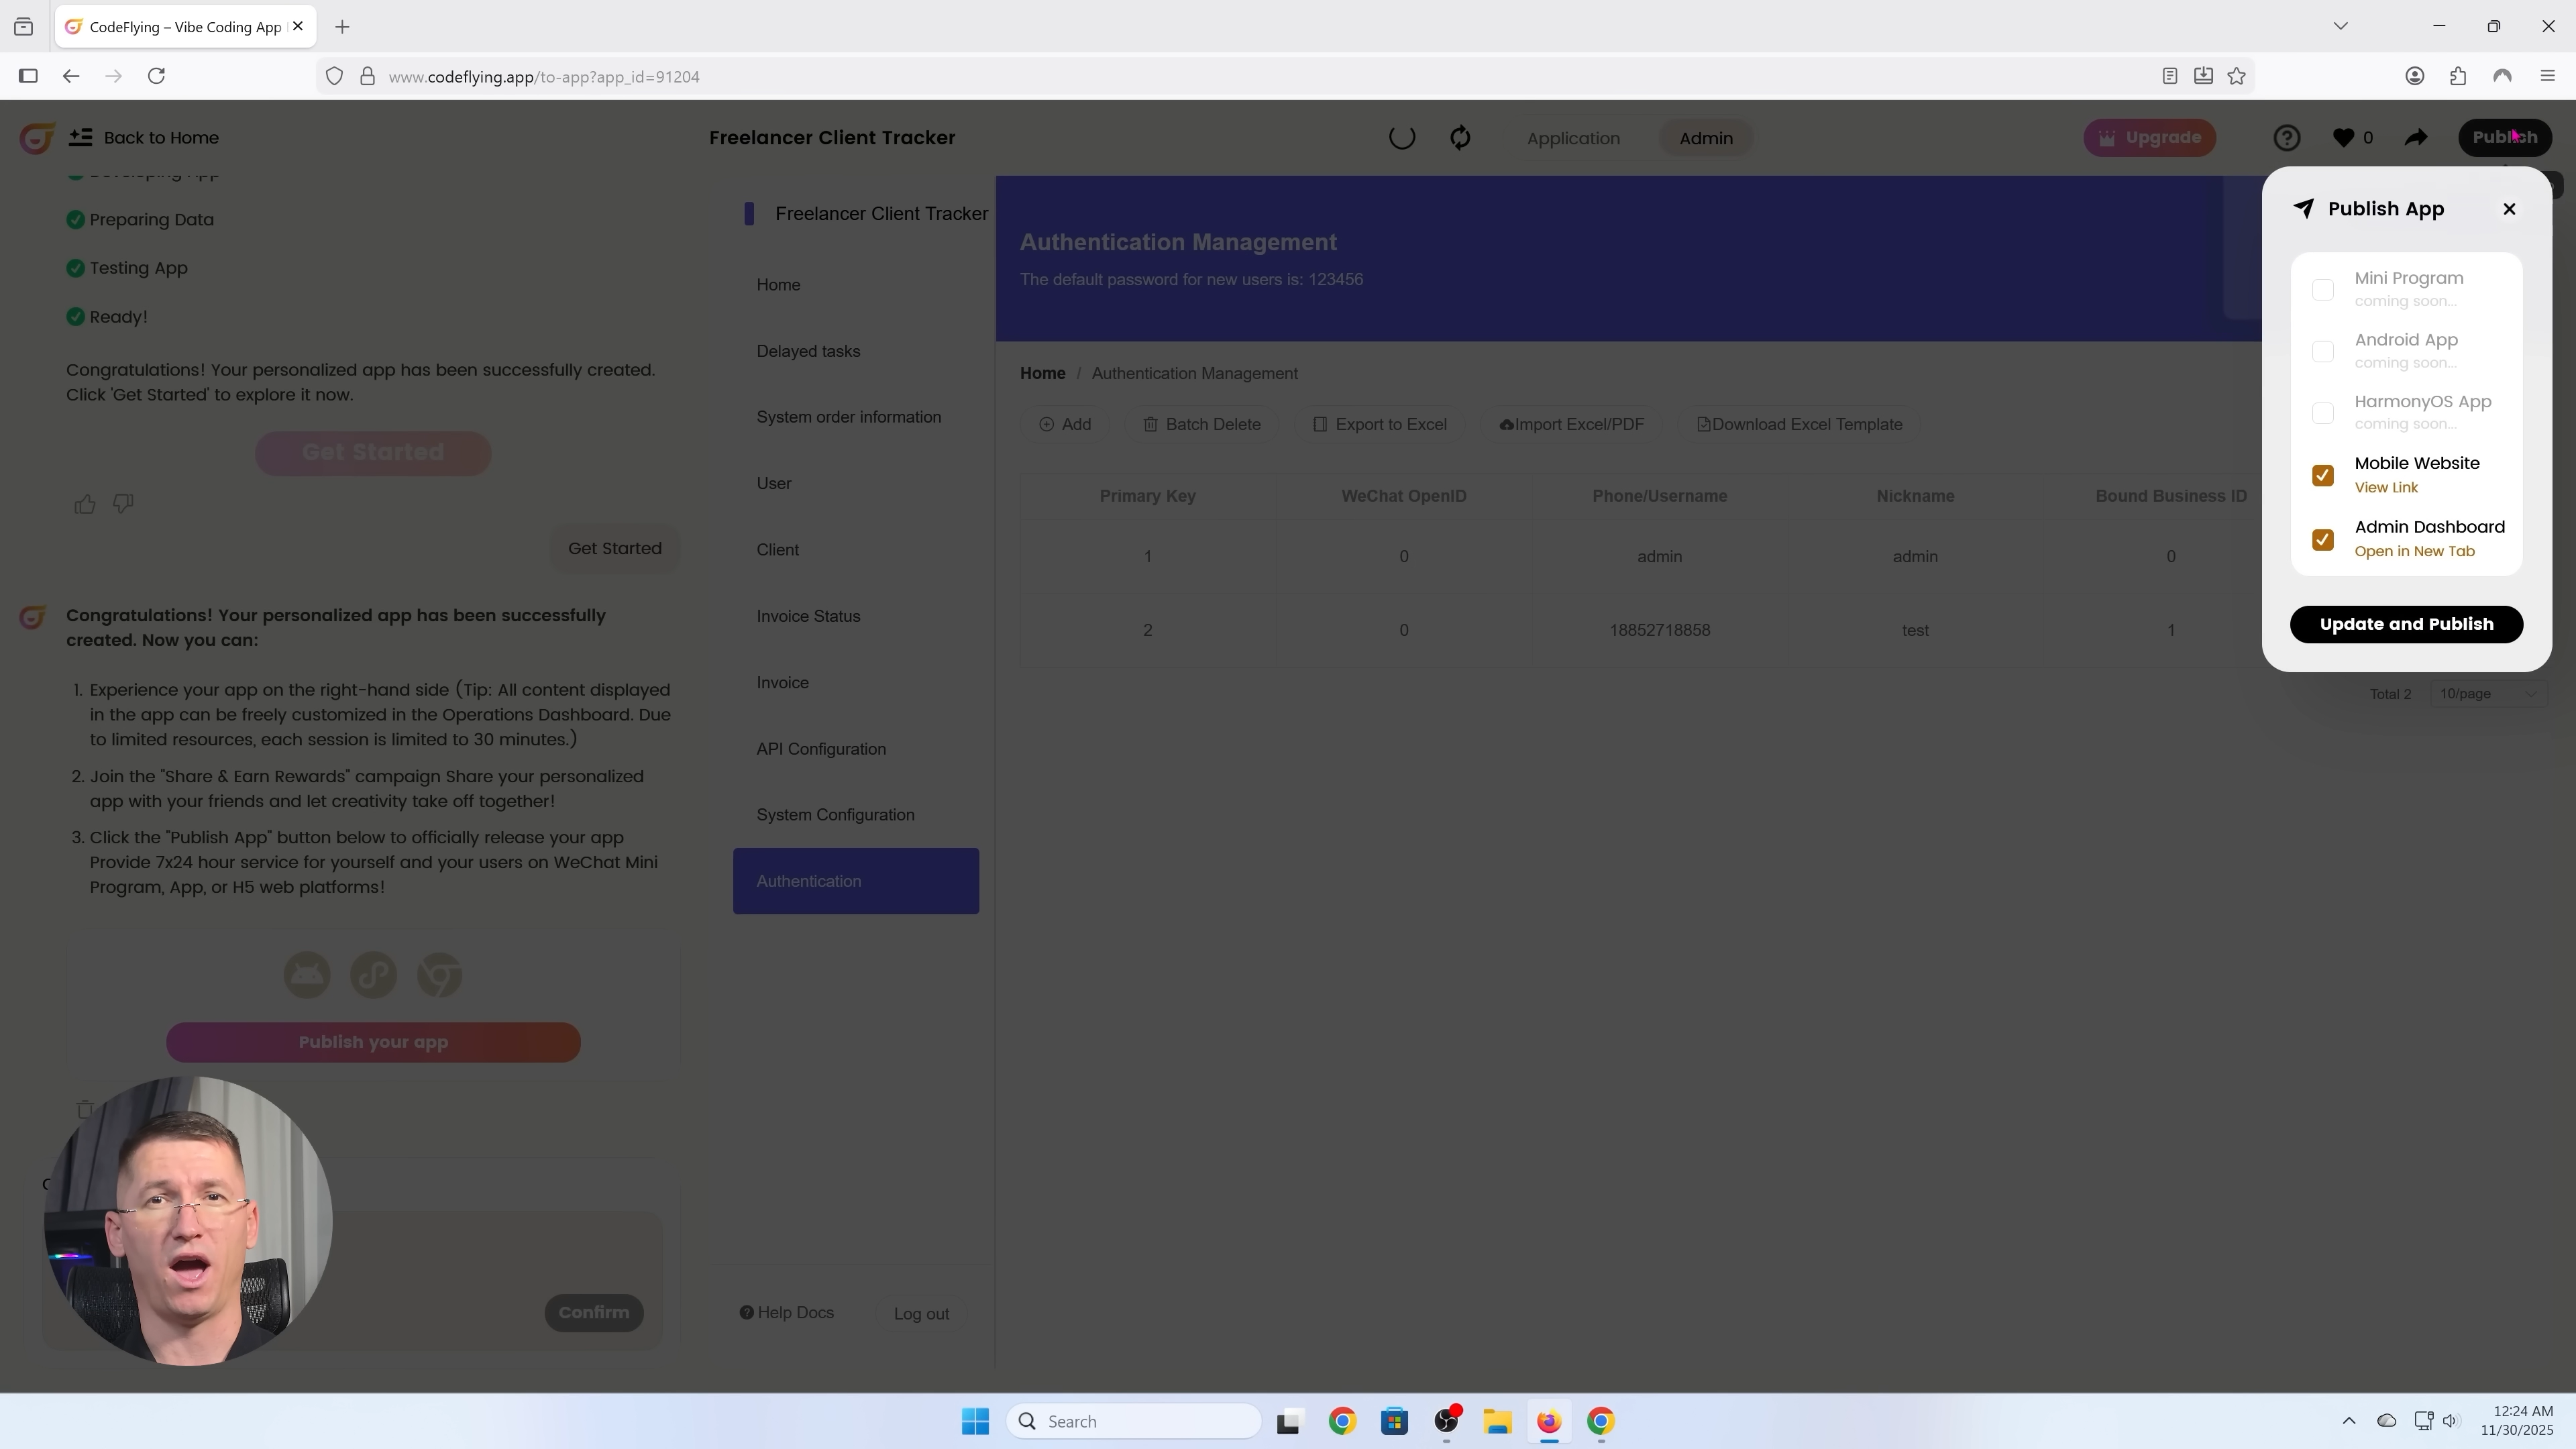 CodeFlying – Vibe Coding App
www.codeflying.app/to-app?app_id=91204
Back to Home
Freelancer Client Tracker
Application
Admin
Upgrade
0
Publish
Preparing Data
Testing App
Ready!
Congratulations! Your personalized app has been successfully created.
Click 'Get Started' to explore it now.
Get Started
Get Started
Congratulations! Your personalized app has been successfully
created. Now you can:
1. Experience your app on the right-hand side (Tip: All content displayed
in the app can be freely customized in the Operations Dashboard. Due
to limited resources, each session is limited to 30 minutes.)
2. Join the "Share & Earn Rewards" campaign Share your personalized
app with your friends and let creativity take off together!
3. Click the "Publish App" button below to officially release your app
Provide 7x24 hour service for yourself and your users on WeChat Mini
Program, App, or H5 web platforms!
Publish your app
Confirm
Freelancer Client Tracker
Home
Delayed tasks
System order information
User
Client
Invoice Status
Invoice
API Configuration
System Configuration
Authentication
Help Docs
Log out
Authentication Management
The default password for new users is: 123456
Home / Authentication Management
Add
Batch Delete
Export to Excel
Import Excel/PDF
Download Excel Template
Primary Key WeChat OpenID Phone/Username Nickname Bound Business ID
1 0 admin admin 0
2 0 18852718858 test 1
Total 2
10/page
Publish App
Mini Program
coming soon...
Android App
coming soon...
HarmonyOS App
coming soon...
Mobile Website
View Link
Admin Dashboard
Open in New Tab
Update and Publish
Search
12:24 AM
11/30/2025